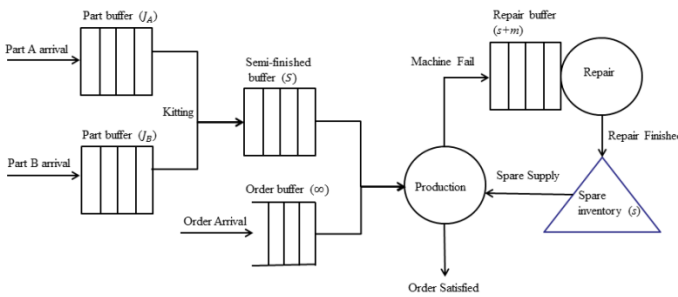 Part buffer (J_A)
Part A arrival
Kitting
Part buffer (J_B)
Part B arrival
Semi-finished
buffer (S)
Order buffer (∞)
Order Arrival
Production
Order Satisfied
Machine Fail
Repair buffer
(s+m)
Repair
Repair Finished
Spare Supply
Spare
inventory (s)